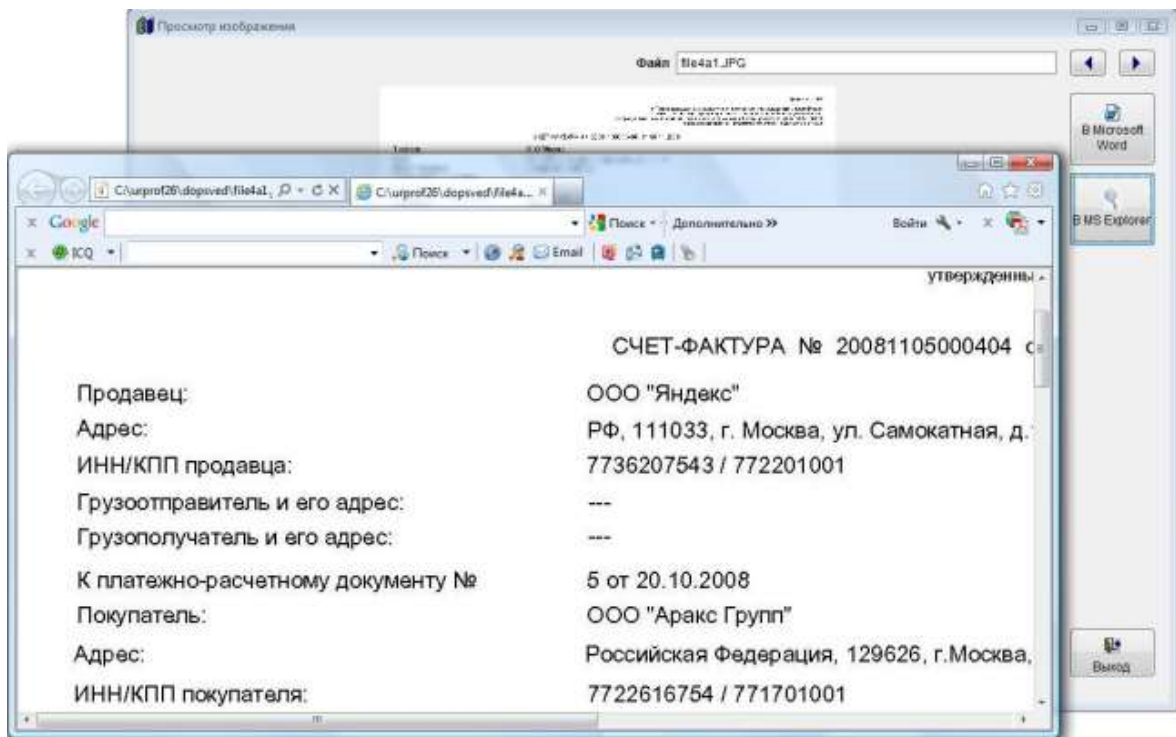 Просмотр изображения
Файл file4a1.JPG
В Microsoft Word
В MS Explorer
C:\urprof26\dopsved\file4a1.
C:\urprof26\dopsved\file4a...
Google Поиск Дополнительно » Войти
ICQ Поиск Email
утвержденны
СЧЕТ-ФАКТУРА № 20081105000404
Продавец: ООО "Яндекс"
Адрес: РФ, 111033, г. Москва, ул. Самокатная, д.
ИНН/КПП продавца: 7736207543 / 772201001
Грузоотправитель и его адрес: ---
Грузополучатель и его адрес: ---
К платежно-расчетному документу № 5 от 20.10.2008
Покупатель: ООО "Аракс Групп"
Адрес: Российская Федерация, 129626, г.Москва,
ИНН/КПП покупателя: 7722616754 / 771701001
Выход